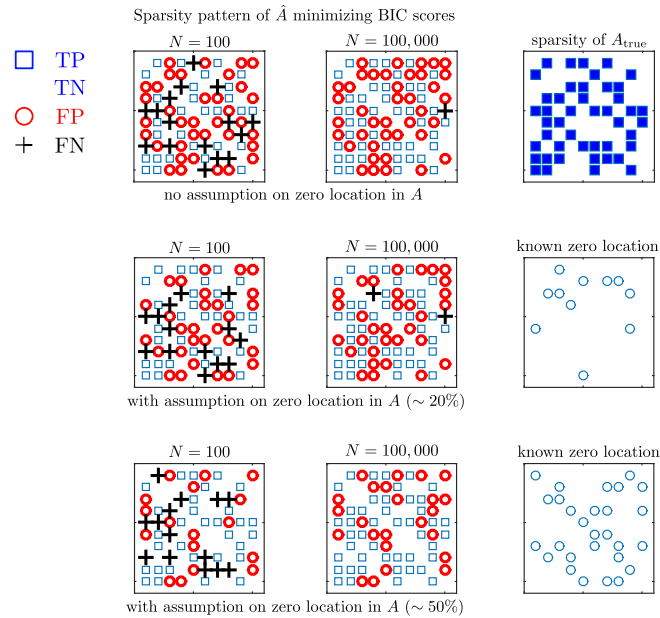 Sparsity pattern of Â minimizing BIC scores
N = 100
N = 100,000
sparsity of A_true
TP
TN
FP
FN
no assumption on zero location in A
N = 100
N = 100,000
known zero location
with assumption on zero location in A (∼ 20%)
N = 100
N = 100,000
known zero location
with assumption on zero location in A (∼ 50%)